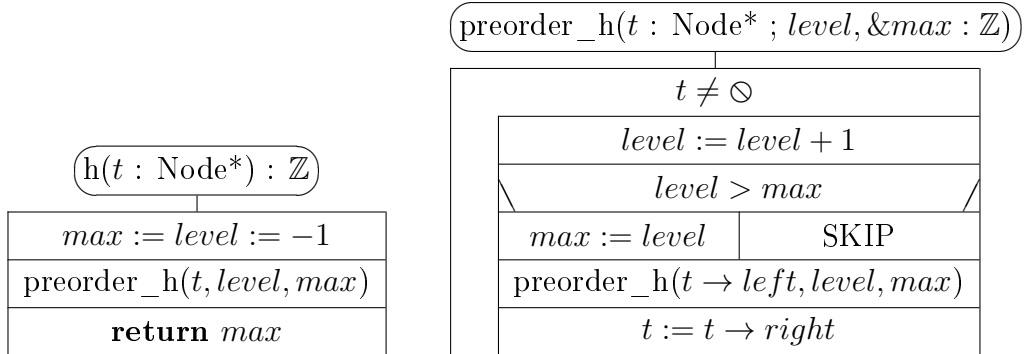 h(t : Node*) : ℤ
max := level := −1
preorder_h(t, level, max)
return max
preorder_h(t : Node* ; level, &max : ℤ)
t ≠ ⦸
level := level + 1
level > max
max := level
SKIP
preorder_h(t → left, level, max)
t := t → right